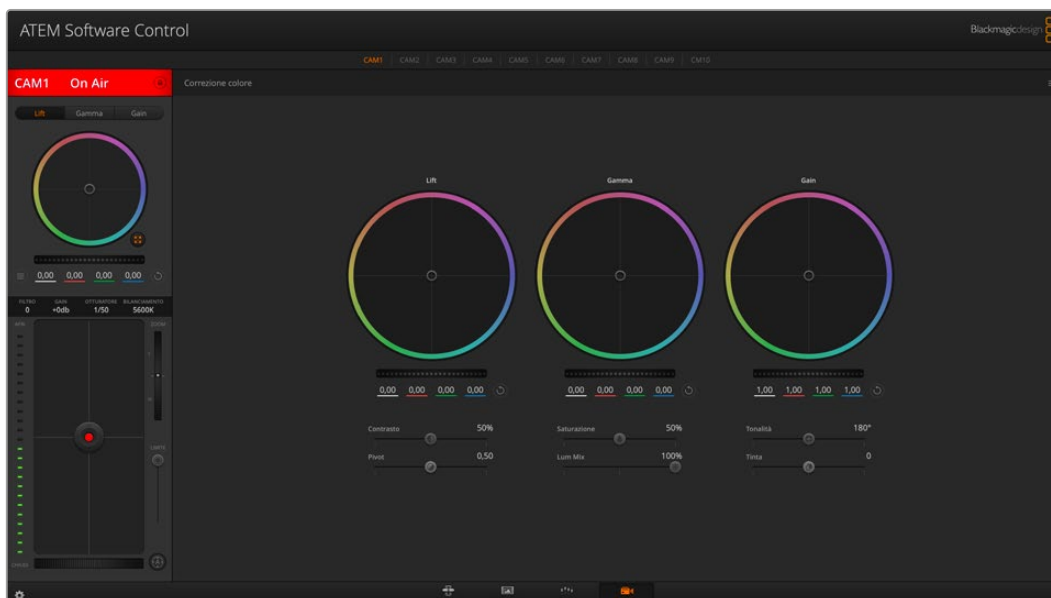 ATEM Software Control
Blackmagicdesign
CAM1 | CAM2 | CAM3 | CAM4 | CAM5 | CAM6 | CAM7 | CAM8 | CAM9 | CM10
CAM1 On Air
Correzione colore
Lift Gamma Gain
Lift Gamma Gain
0,00 0,00 0,00 0,00
FILTRO GAIN OTTURATORE BILANCIAMENTO
0 +0db 1/50 5600K
ZOOM
T
W
0,00 0,00 0,00 0,00
0,00 0,00 0,00 0,00
1,00 1,00 1,00 1,00
Contrasto 50%
Saturazione 50%
Tonalità 180°
Pivot 0,50
Lum Mix 100%
Tinta 0